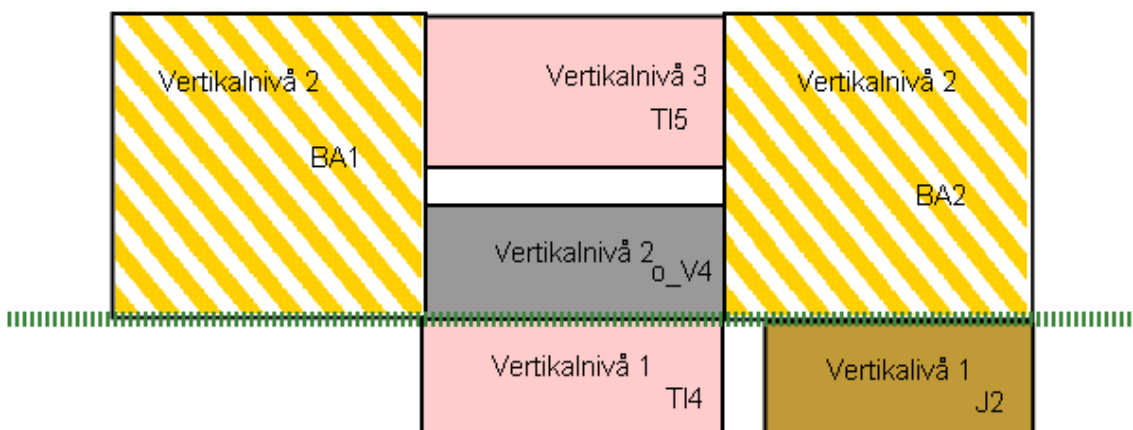 Vertikalnivå 2
BA1
Vertikalnivå 3
TI5
Vertikalnivå 2
BA2
Vertikalnivå 2
o_V4
Vertikalnivå 1
TI4
Vertikalivå 1
J2